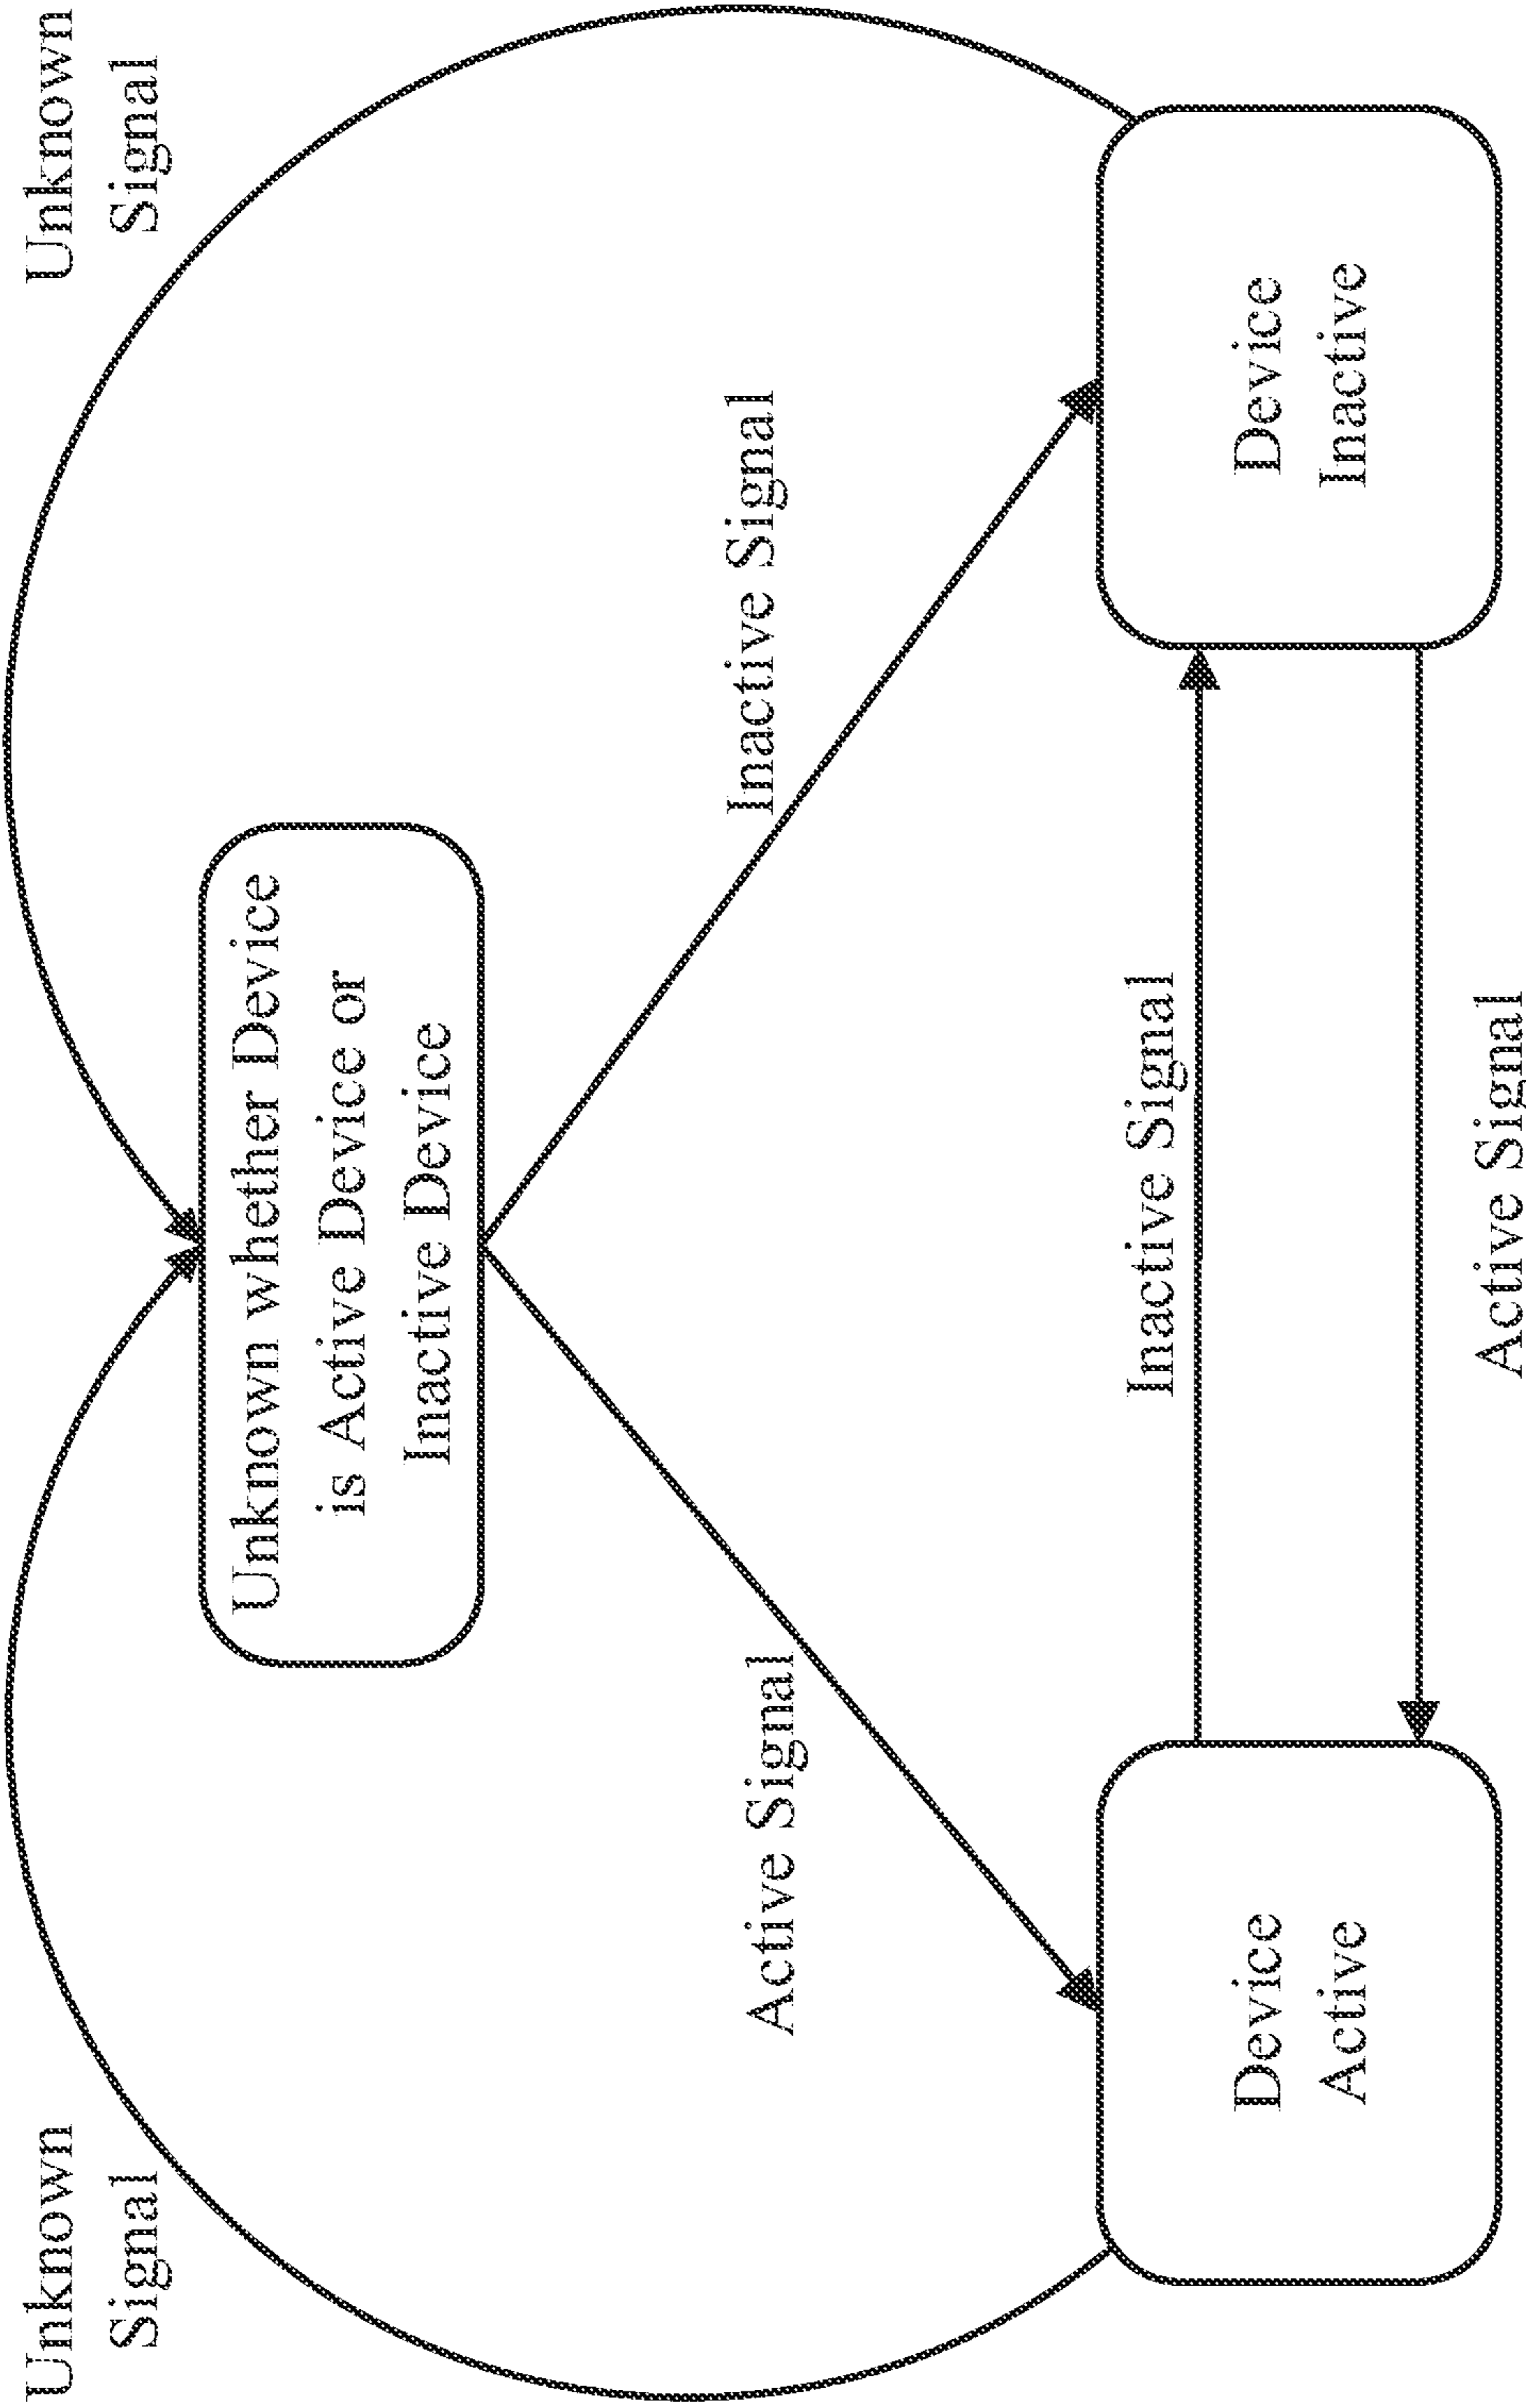 Unknown
Signal
Unknown
Signal
Unknown whether Device
is Active Device or
Inactive Device
Active Signal
Inactive Signal
Inactive Signal
Device
Active
Device
Inactive
Active Signal